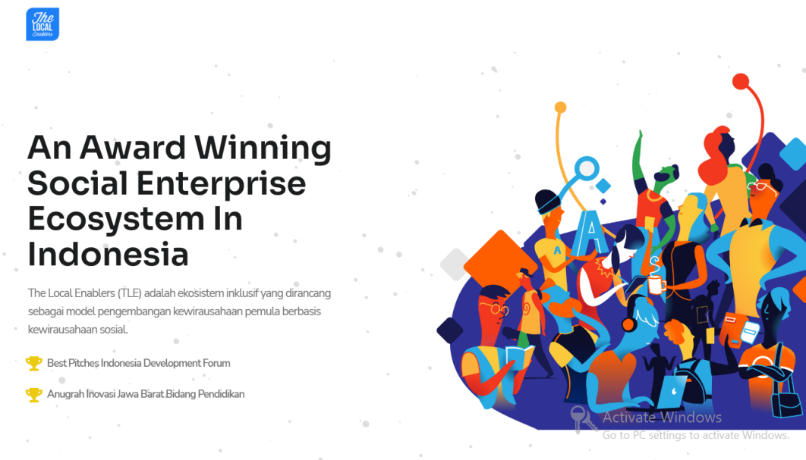 The
LOCAL
Enablers
An Award Winning
Social Enterprise
Ecosystem In
Indonesia
The Local Enablers (TLE) adalah ekosistem inklusif yang dirancang
sebagai model pengembangan kewirausahaan pemula berbasis
kewirausahaan sosial.
Best Pitches Indonesia Development Forum
Anugrah Inovasi Jawa Barat Bidang Pendidikan
A
A
S
9
Activate Windows
Go to PC settings to activate Windows.